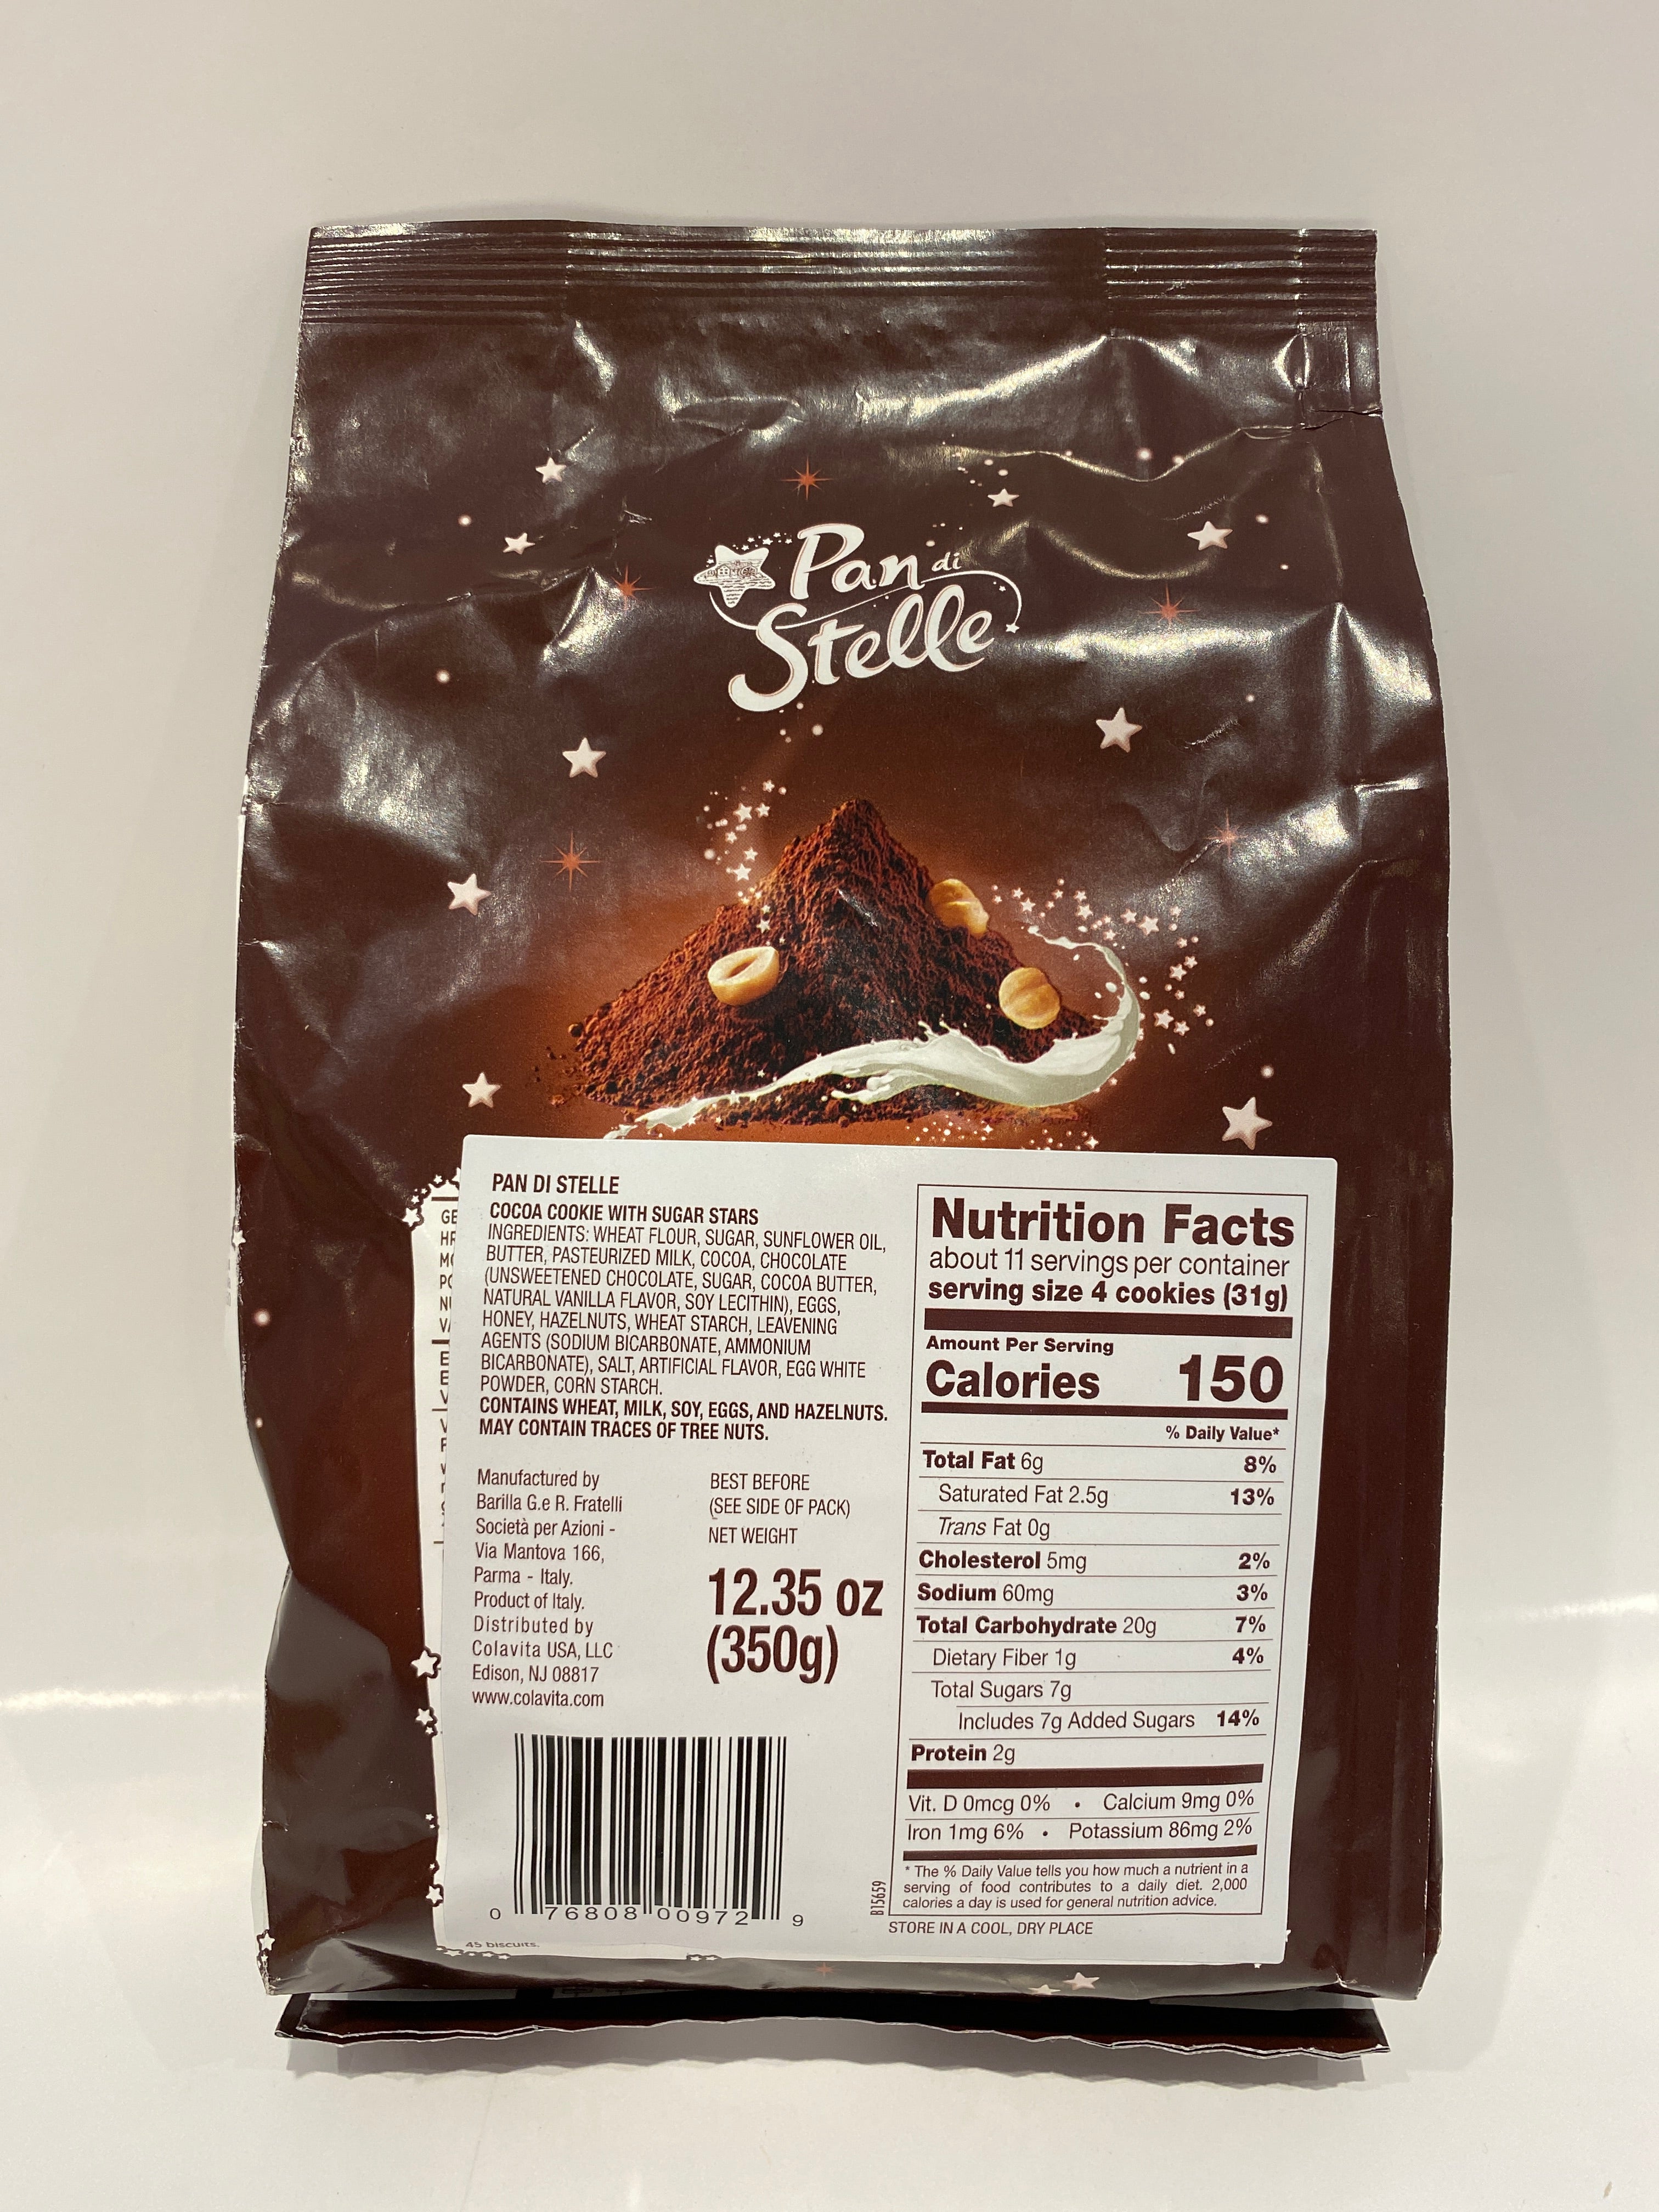 Pan di
Stelle
PAN DI STELLE
COCOA COOKIE WITH SUGAR STARS
INGREDIENTS: WHEAT FLOUR, SUGAR, SUNFLOWER OIL,
BUTTER, PASTEURIZED MILK, COCOA, CHOCOLATE
(UNSWEETENED CHOCOLATE, SUGAR, COCOA BUTTER,
NATURAL VANILLA FLAVOR, SOY LECITHIN), EGGS,
HONEY, HAZELNUTS, WHEAT STARCH, LEAVENING
AGENTS (SODIUM BICARBONATE, AMMONIUM
BICARBONATE), SALT, ARTIFICIAL FLAVOR, EGG WHITE
POWDER, CORN STARCH.
CONTAINS WHEAT, MILK, SOY, EGGS, AND HAZELNUTS.
MAY CONTAIN TRACES OF TREE NUTS.
Manufactured by
Barilla G.e R. Fratelli
Società per Azioni -
Via Mantova 166,
Parma - Italy.
Product of Italy.
Distributed by
Colavita USA, LLC
Edison, NJ 08817
www.colavita.com
BEST BEFORE
(SEE SIDE OF PACK)
NET WEIGHT
12.35 oz
(350g)
0 76808 00972 9
45 biscuits.
Nutrition Facts
about 11 servings per container
serving size 4 cookies (31g)
Amount Per Serving
Calories 150
% Daily Value*
Total Fat 6g 8%
Saturated Fat 2.5g 13%
Trans Fat 0g
Cholesterol 5mg 2%
Sodium 60mg 3%
Total Carbohydrate 20g 7%
Dietary Fiber 1g 4%
Total Sugars 7g
Includes 7g Added Sugars 14%
Protein 2g
Vit. D 0mcg 0% • Calcium 9mg 0%
Iron 1mg 6% • Potassium 86mg 2%
* The % Daily Value tells you how much a nutrient in a
serving of food contributes to a daily diet. 2,000
calories a day is used for general nutrition advice.
B15659
STORE IN A COOL, DRY PLACE